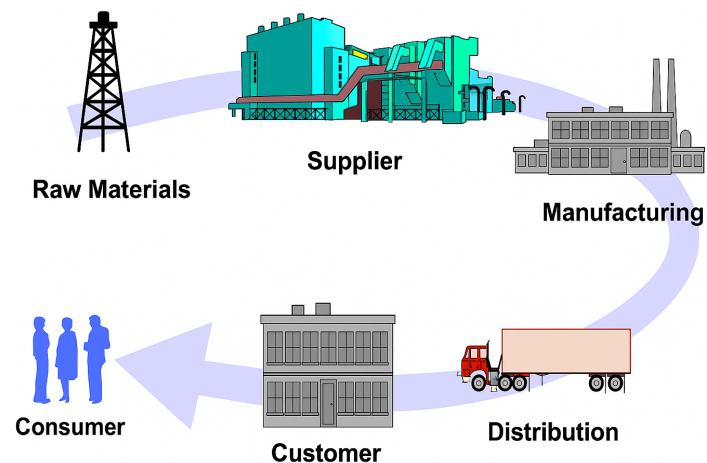 Raw Materials
Supplier
Manufacturing
Distribution
Customer
Consumer